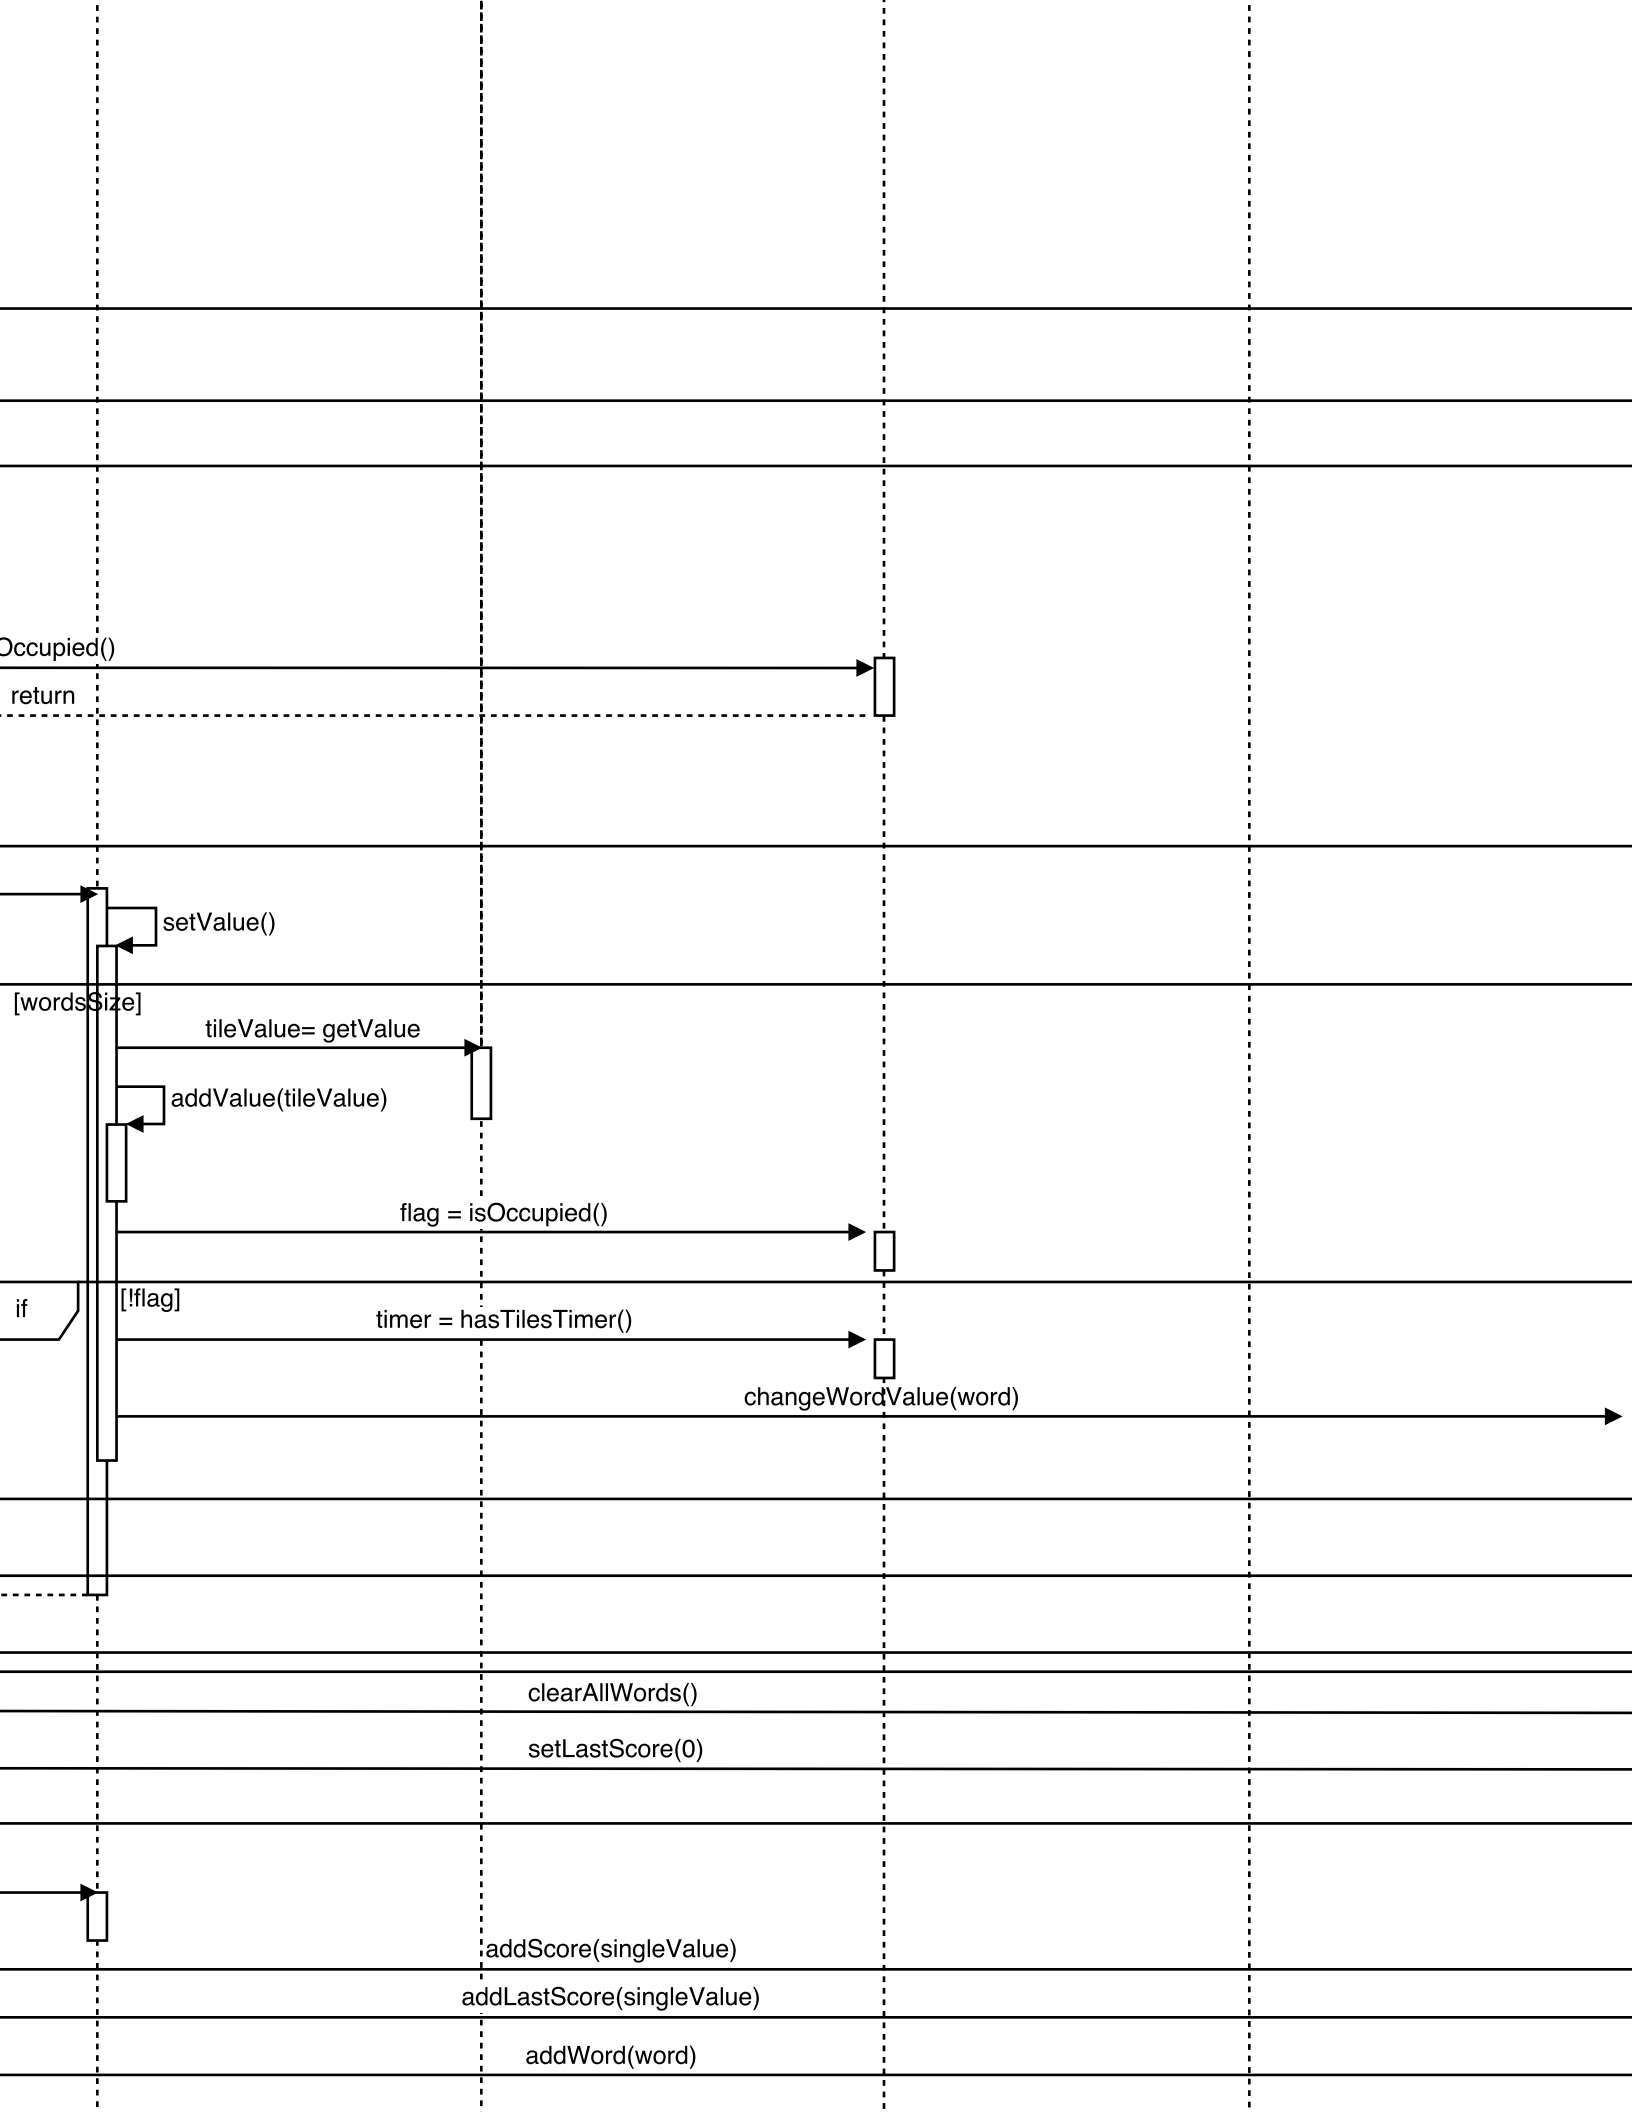 Occupied()
return
setValue()
[wordsSize]
tileValue= getValue
addValue(tileValue)
flag = isOccupied()
if
[!flag]
timer = hasTilesTimer()
changeWordValue(word)
clearAllWords()
setLastScore(0)
addScore(singleValue)
addLastScore(singleValue)
addWord(word)